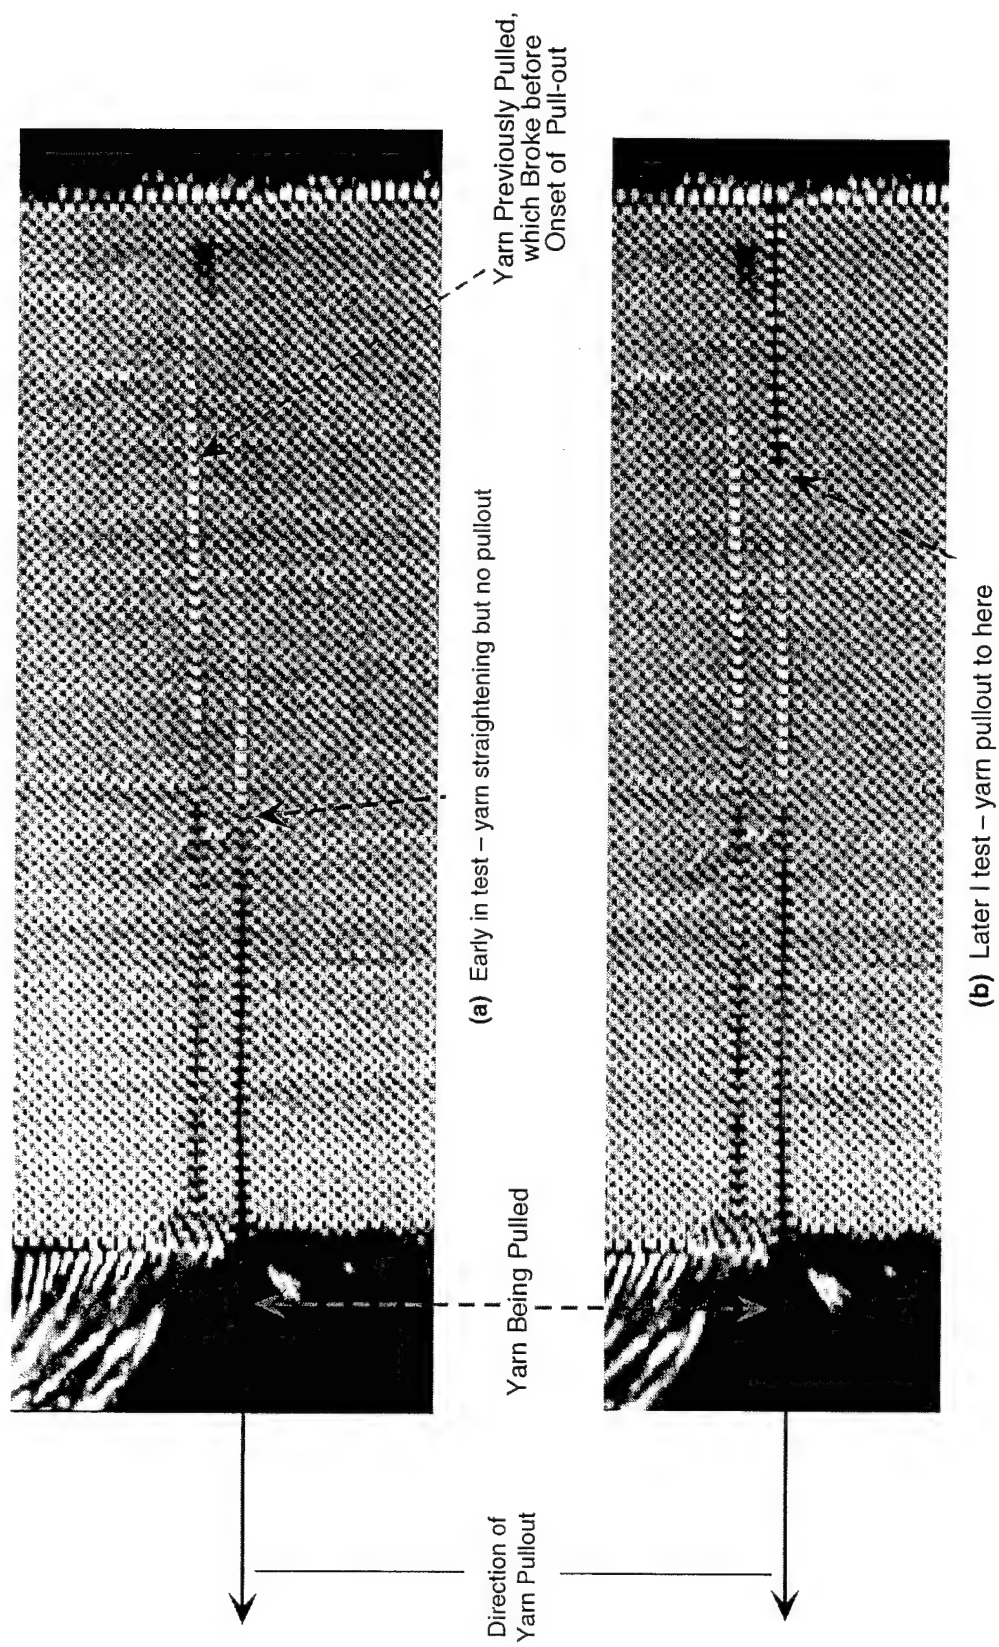 Yarn Previously Pulled,
which Broke before
Onset of Pull-out
(a) Early in test – yarn straightening but no pullout
Yarn Being Pulled
Direction of
Yarn Pullout
(b) Later I test – yarn pullout to here